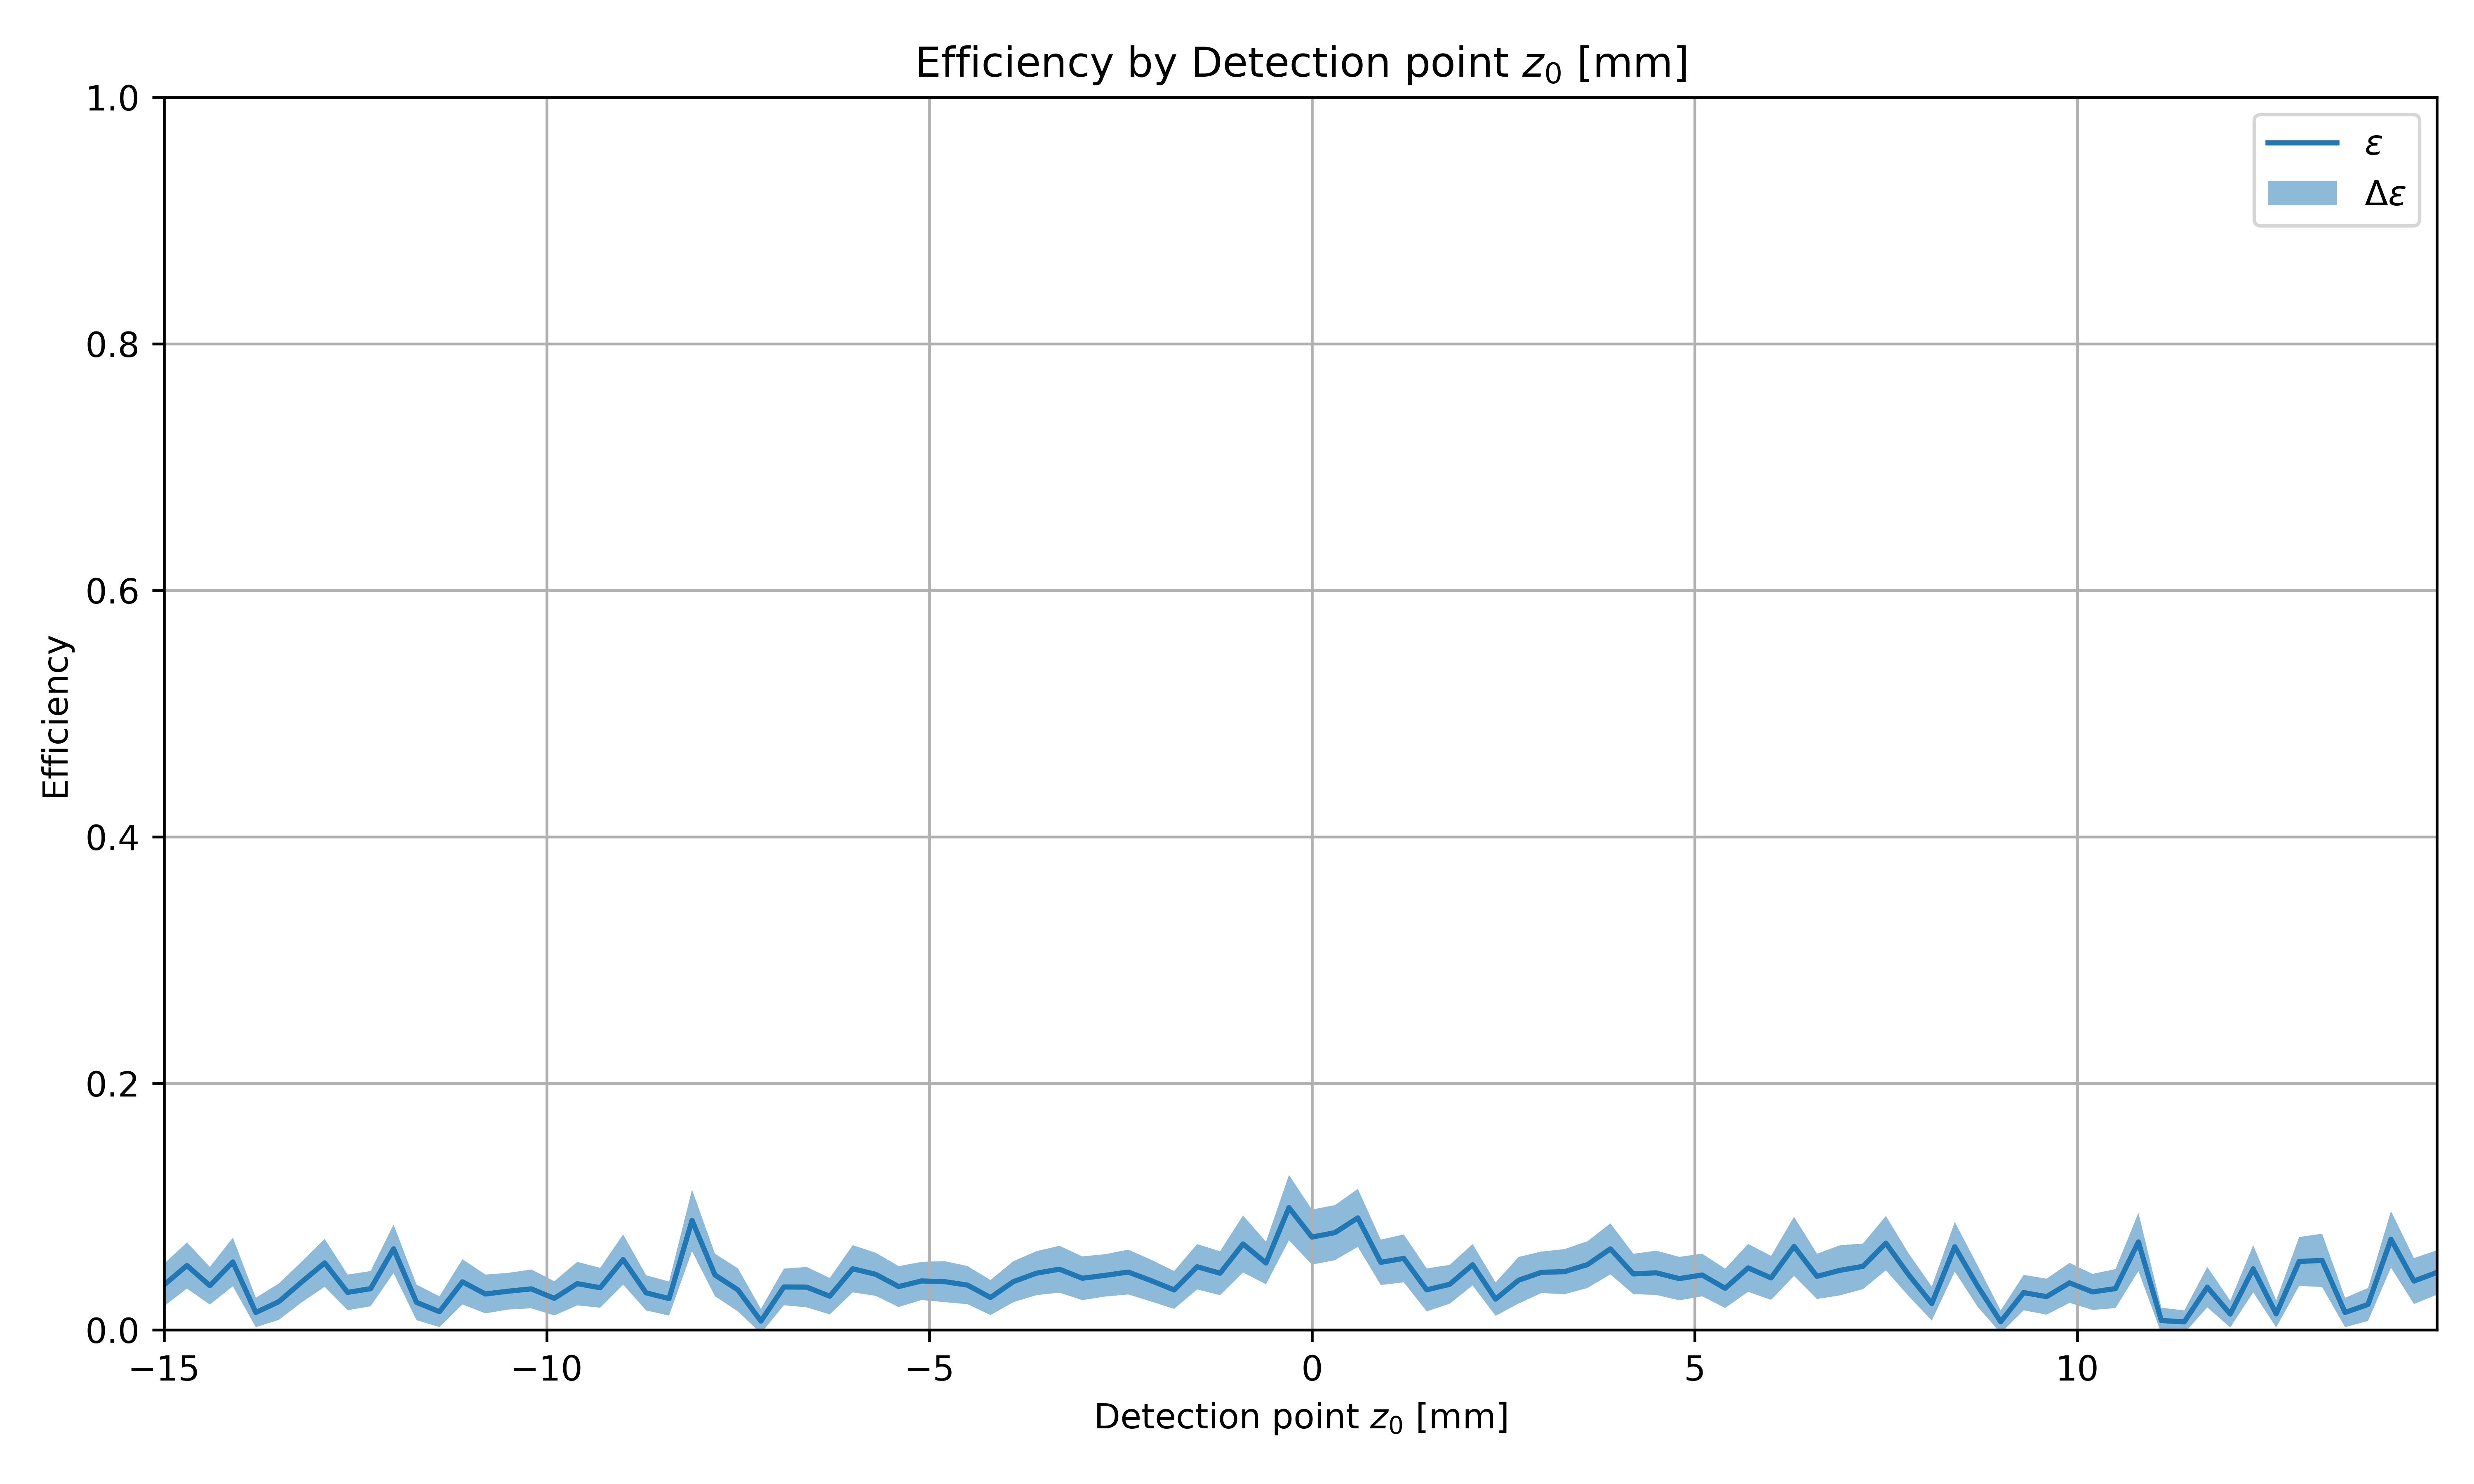 Efficiency by Detection point z₀ [mm]
1.0
0.8
0.6
0.4
0.2
0.0
Efficiency
ε
Δε
−15
−10
−5
0
5
10
Detection point z₀ [mm]